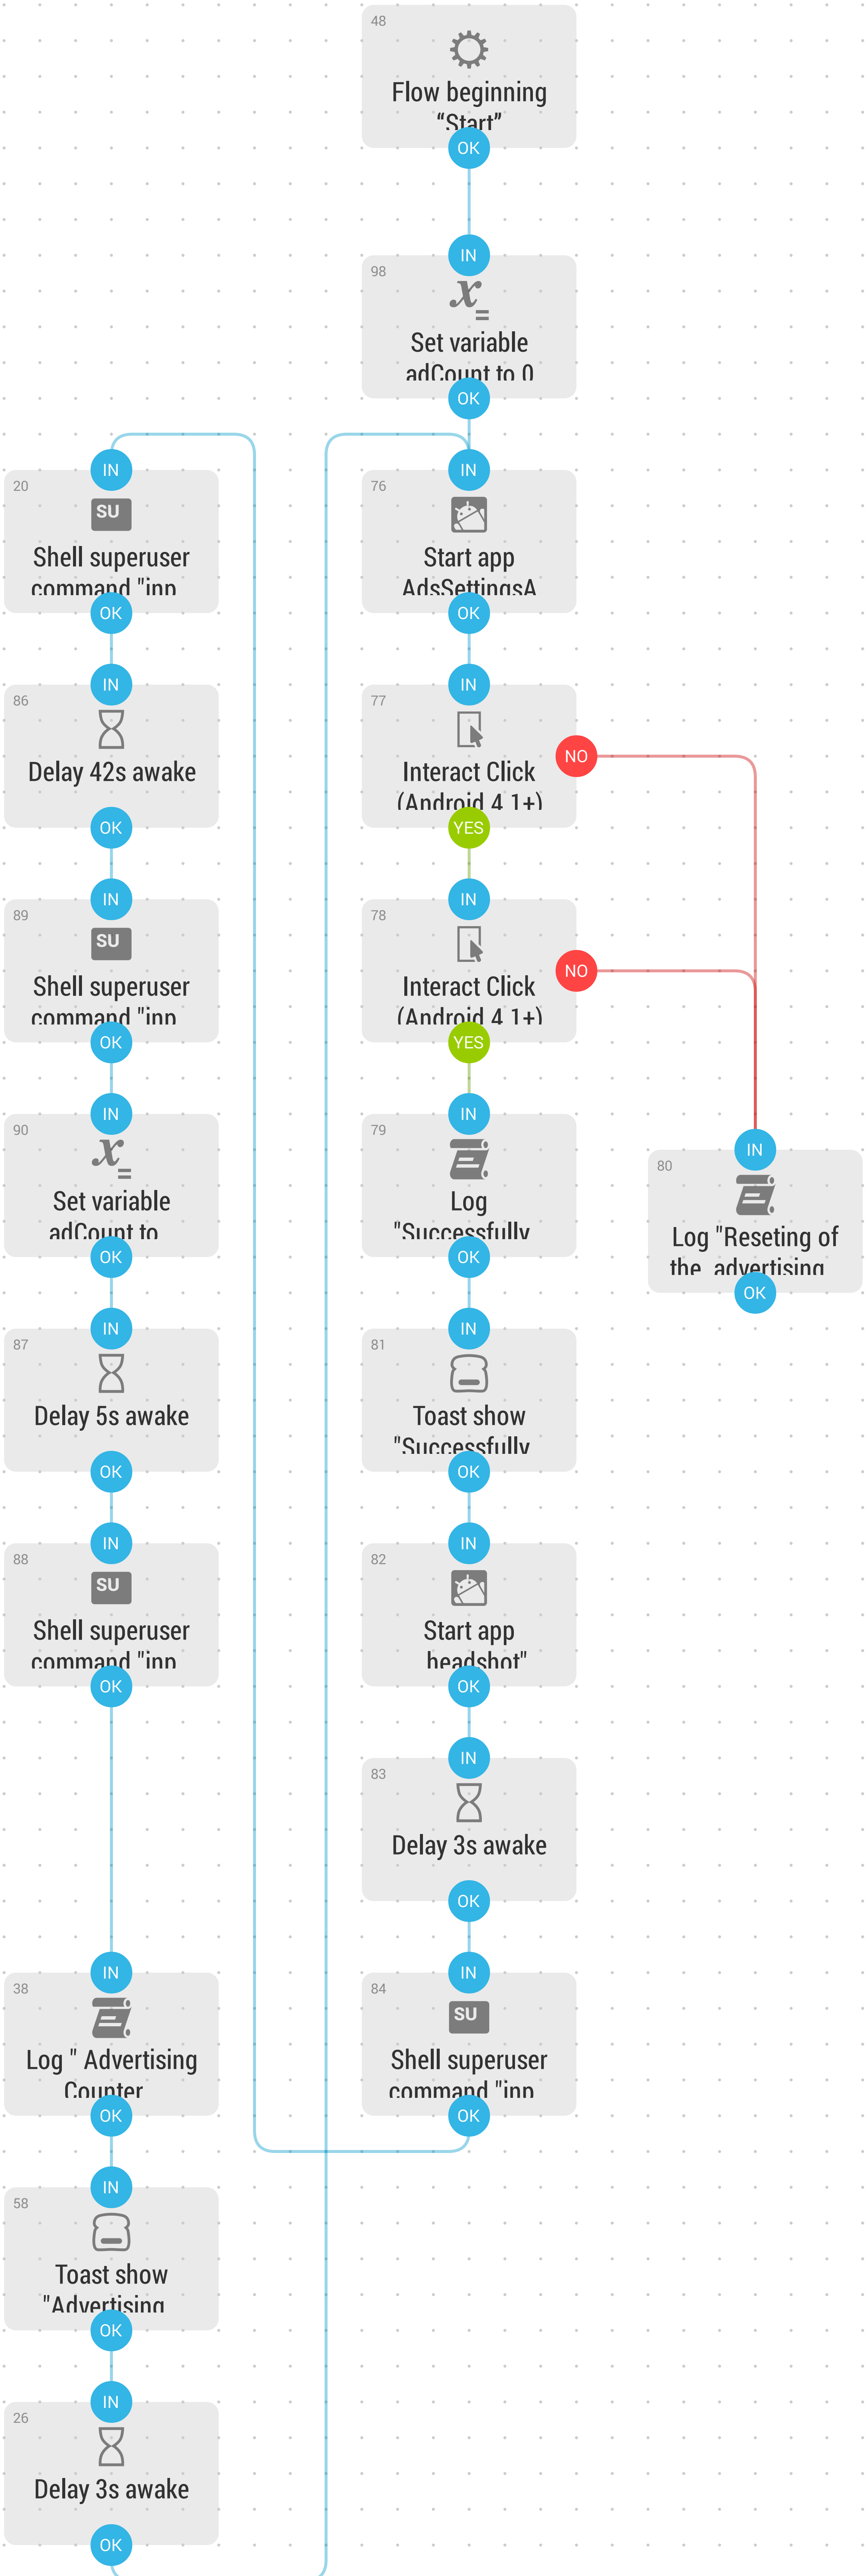 48
Flow beginning
“Start”
OK
IN
98
x=
Set variable
adCount to 0
OK
IN
20
SU
Shell superuser
command "inp
OK
IN
76
Start app
AdsSettingsA
OK
IN
86
Delay 42s awake
OK
IN
77
Interact Click
(Android 4.1+)
NO
YES
IN
89
SU
Shell superuser
command "inp
OK
IN
78
Interact Click
(Android 4.1+)
NO
YES
IN
90
x=
Set variable
adCount to
OK
IN
79
Log
"Successfully
OK
IN
80
Log "Reseting of
the advertising
OK
IN
87
Delay 5s awake
OK
IN
81
Toast show
"Successfully
OK
IN
88
SU
Shell superuser
command "inp
OK
IN
82
Start app
headshot"
OK
IN
83
Delay 3s awake
OK
IN
38
Log " Advertising
Counter
OK
IN
84
SU
Shell superuser
command "inp
OK
IN
58
Toast show
"Advertising
OK
IN
26
Delay 3s awake
OK